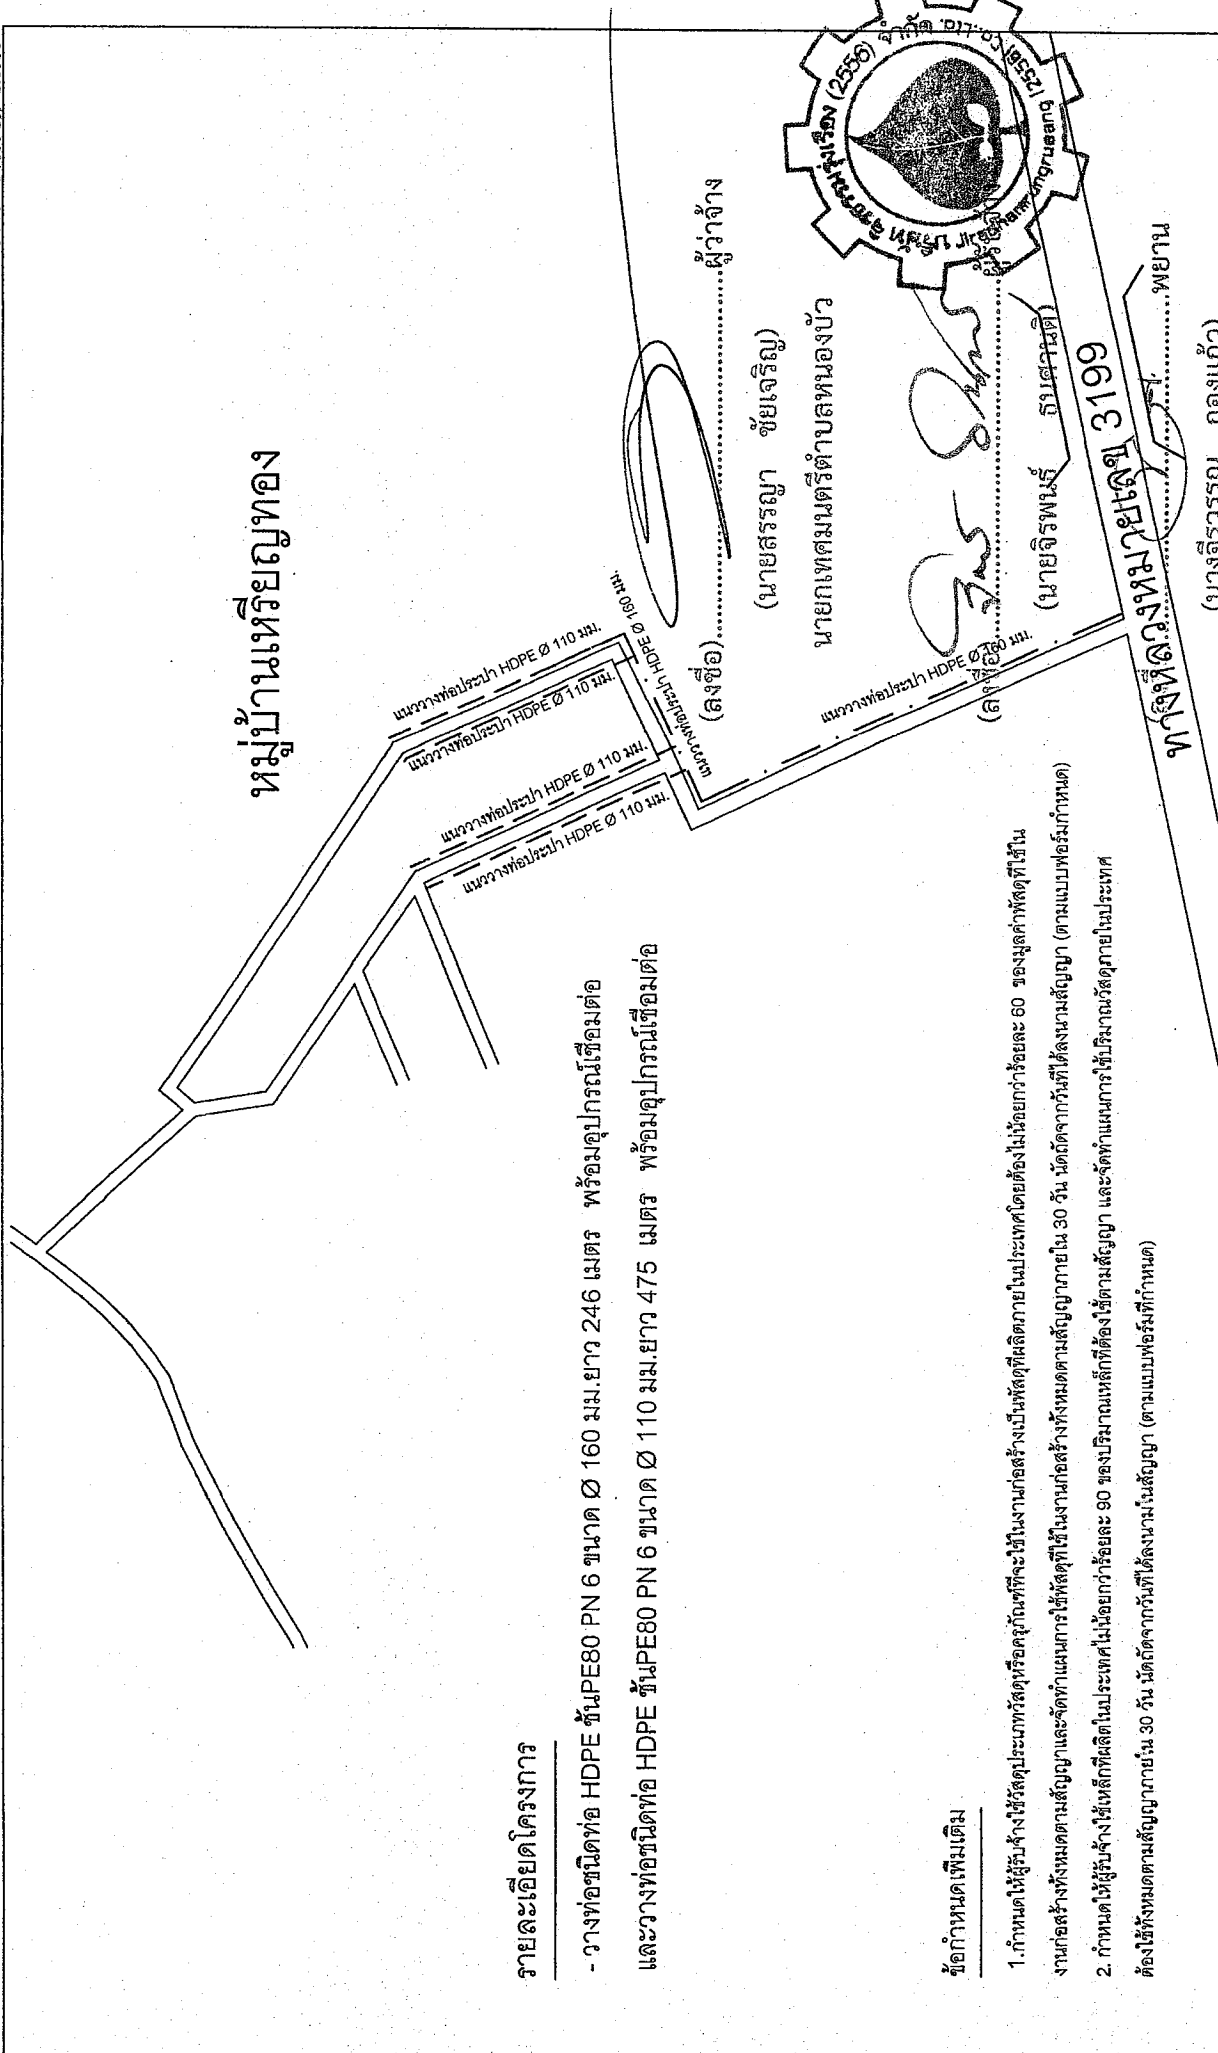 หมู่บ้านเหรียญทอง
แนววางท่อประปา HDPE Ø 110 มม.
แนววางท่อประปา HDPE Ø 110 มม.
แนววางท่อประปา HDPE Ø 110 มม.
แนววางท่อประปา HDPE Ø 110 มม.
แนววางท่อประปา HDPE Ø 160 มม.
แนววางท่อประปา HDPE Ø 160 มม.
ทางหลวงหมายเลข 3199
รายละเอียดโครงการ
- วางท่อชนิดท่อ HDPE ชั้นPE80 PN 6 ขนาด Ø 160 มม.ยาว 246 เมตร พร้อมอุปกรณ์เชื่อมต่อ
และวางท่อชนิดท่อ HDPE ชั้นPE80 PN 6 ขนาด Ø 110 มม.ยาว 475 เมตร พร้อมอุปกรณ์เชื่อมต่อ
(ลงชื่อ)..............................ผู้ว่าจ้าง
(นายสรรญา ชัยเจริญ)
นายกเทศมนตรีตำบลหนองบัว
(ลงชื่อ)..............................ผู้รับจ้าง
(นายจิรพนธ์ ธนศานติ)
..............................พยาน
(นางจีรวรรณ กองแก้ว)
(2556) จำกัด
ข้อกำหนดเพิ่มเติม
1.กำหนดให้ผู้รับจ้างใช้วัสดุประเภทวัสดุหรือครุภัณฑ์ที่จะใช้ในงานก่อสร้างเป็นพัสดุที่ผลิตภายในประเทศโดยต้องไม่น้อยกว่าร้อยละ 60 ของมูลค่าพัสดุที่ใช้ใน
งานก่อสร้างทั้งหมดตามสัญญาและจัดทำแผนการใช้พัสดุที่ใช้ในงานก่อสร้างทั้งหมดตามสัญญาภายใน 30 วัน นัดถัดจากวันที่ได้ลงนามสัญญา (ตามแบบฟอร์มกำหนด)
2. กำหนดให้ผู้รับจ้างใช้เหล็กที่ผลิตในประเทศไม่น้อยกว่าร้อยละ 90 ของปริมาณเหล็กที่ต้องใช้ตามสัญญา และจัดทำแผนการใช้ปริมาณวัสดุภายในประเทศ
ต้องใช้ทั้งหมดตามสัญญาภายใน 30 วัน นัดถัดจากวันที่ได้ลงนามในสัญญา (ตามแบบฟอร์มที่กำหนด)